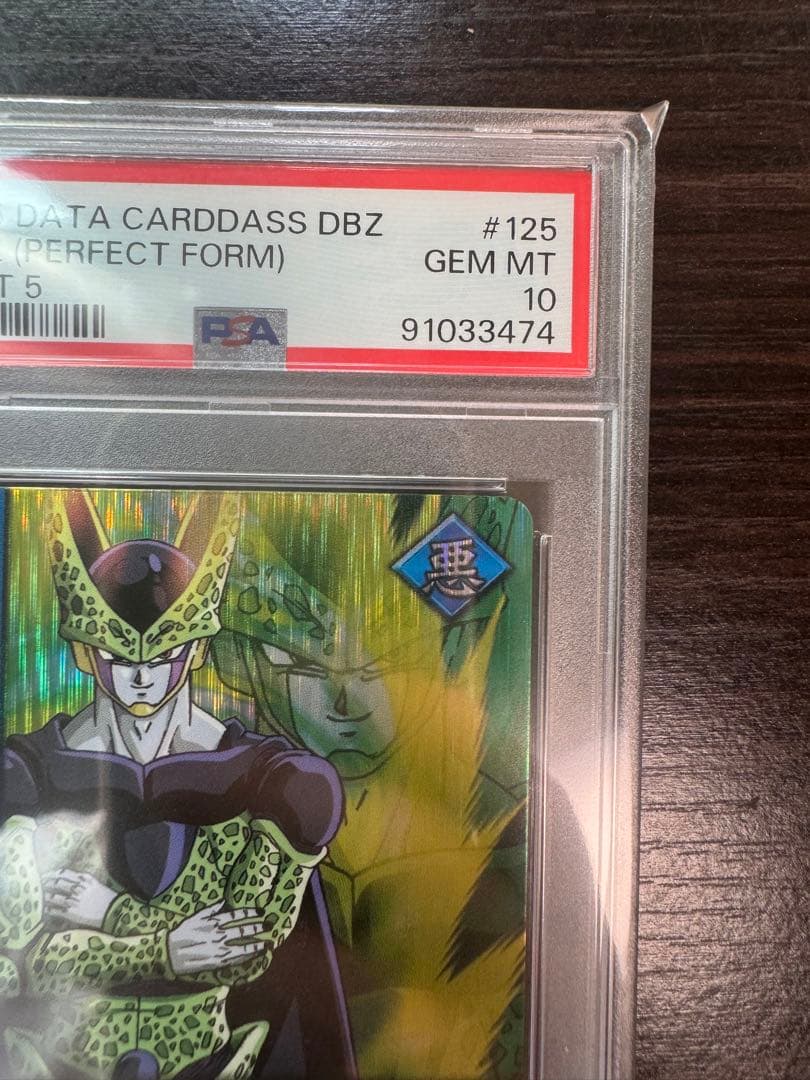 DATA CARDDASS DBZ #125
(PERFECT FORM) GEM MT
5 10
PSA 91033474
悪